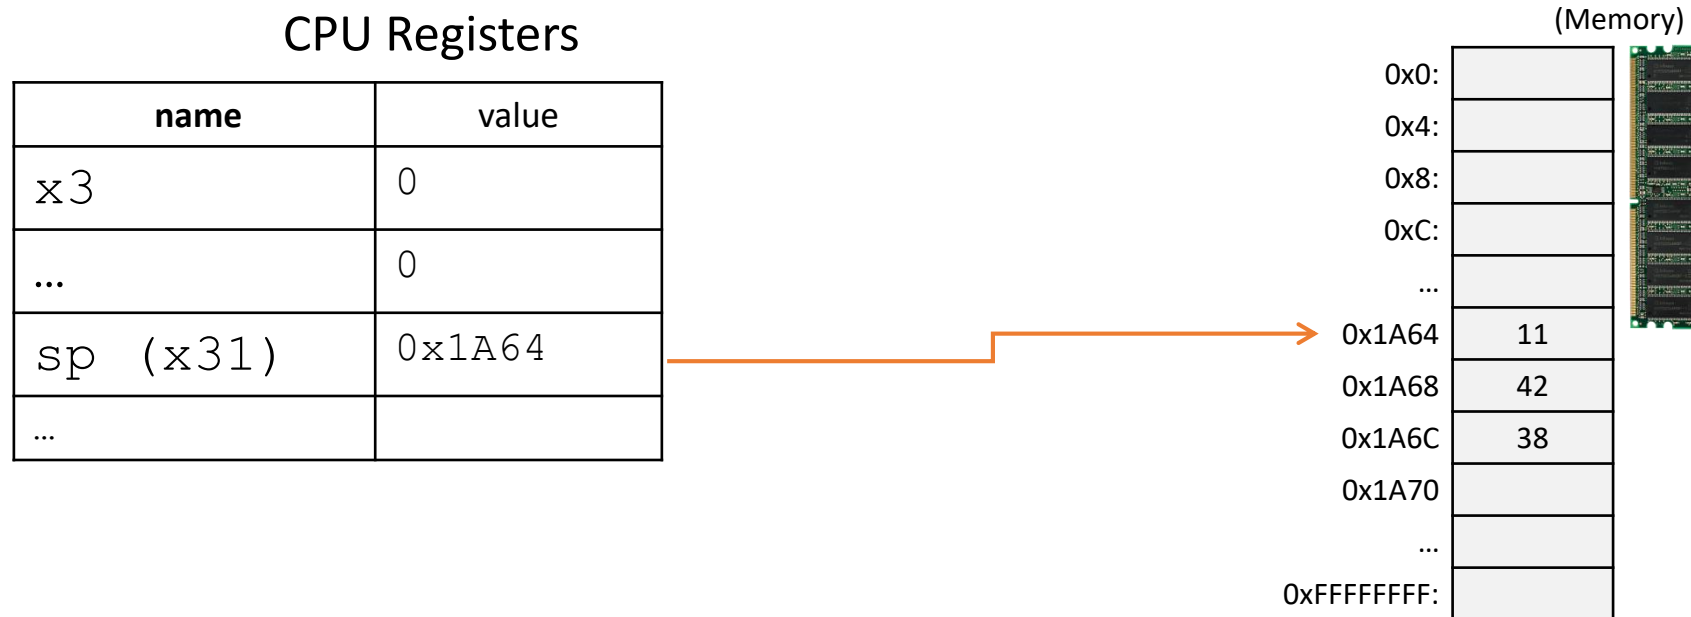 CPU Registers
name value
x3 0
… 0
sp (x31) 0x1A64
…
(Memory)
0x0:
0x4:
0x8:
0xC:
…
0x1A64 11
0x1A68 42
0x1A6C 38
0x1A70
…
0xFFFFFFFF: